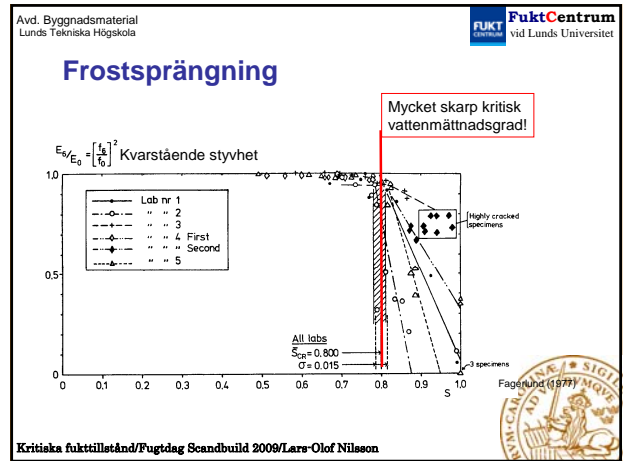 Avd. Byggnadsmaterial
Lunds Tekniska Högskola
FUKT
CENTRUM
FuktCentrum
vid Lunds Universitet
Frostsprängning
Mycket skarp kritisk
vattenmättnadsgrad!
E6/E0 = [f6/f0]² Kvarstående styvhet
1,0
0,5
0
Lab nr 1
" " 2
" " 3
" " 4 First
" " " Second
" " 5
Highly cracked
specimens
All labs
S̄CR = 0.800
σ = 0.015
3 specimens
0 0.1 0.2 0.3 0.4 0.5 0.6 0.7 0.8 0.9 1.0
S
Fagerlund (1977)
Kritiska fukttillstånd/Fugtdag Scandbuild 2009/Lars-Olof Nilsson